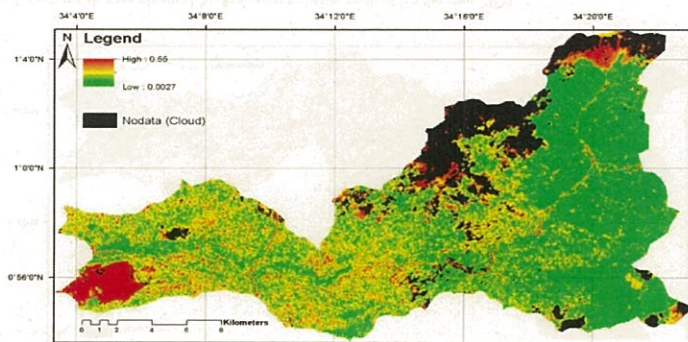 34°4'0"E 34°8'0"E 34°12'0"E 34°16'0"E 34°20'0"E
N
Legend
High : 0.55
Low : 0.0027
Nodata (Cloud)
1°4'0"N
1°0'0"N
0°56'0"N
0 1 2 4 6 8 Kilometers